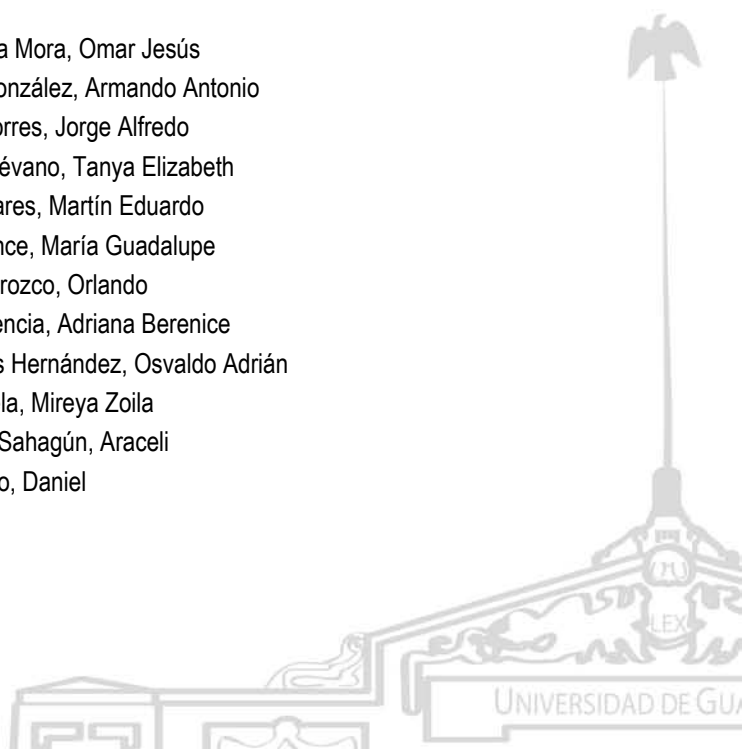 a Mora, Omar Jesús
onzález, Armando Antonio
orres, Jorge Alfredo
évano, Tanya Elizabeth
ares, Martín Eduardo
nce, María Guadalupe
rozco, Orlando
encia, Adriana Berenice
s Hernández, Osvaldo Adrián
la, Mireya Zoila
Sahagún, Araceli
o, Daniel
LEX
UNIVERSIDAD DE GUA